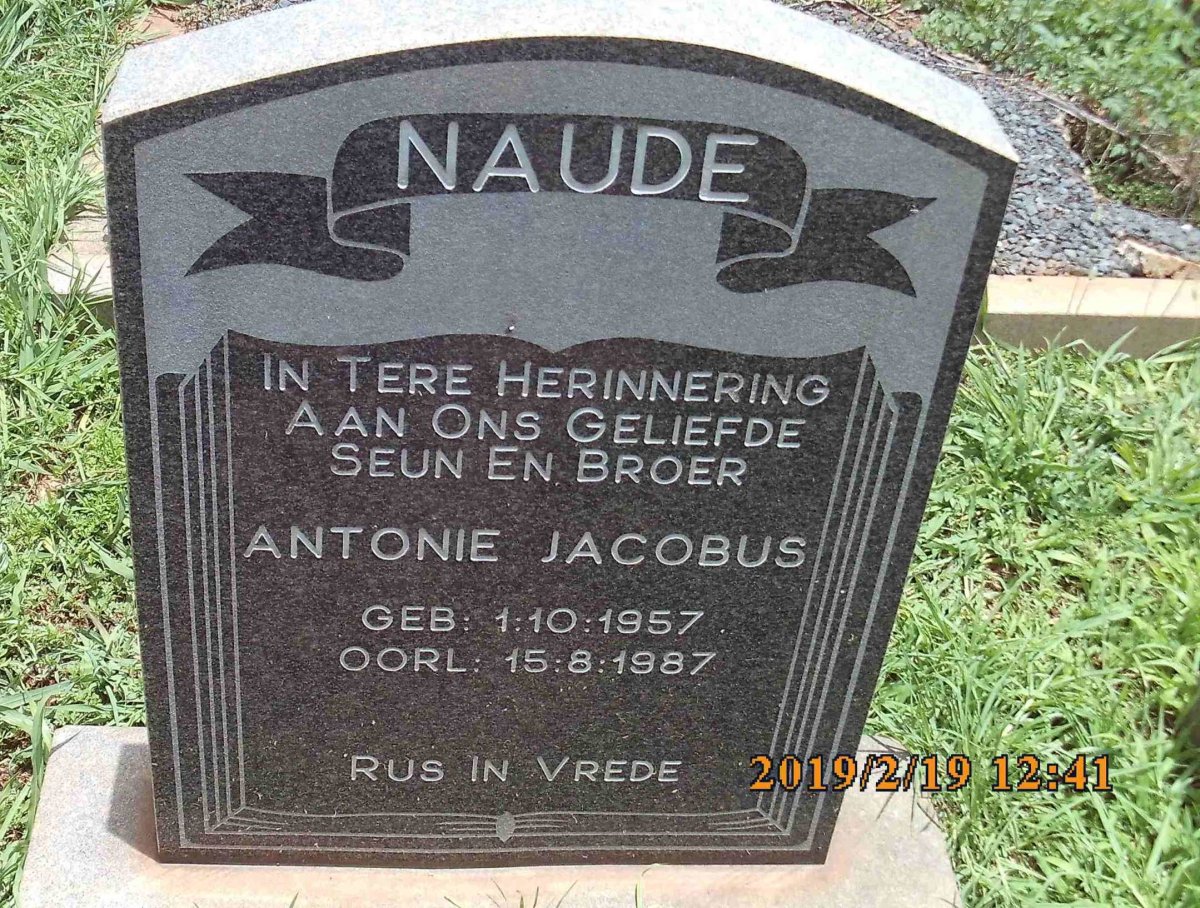 NAUDE
IN TERE HERINNERING
AAN ONS GELIEFDE
SEUN EN BROER
ANTONIE JACOBUS
GEB: 1:10:1957
OORL: 15:8:1987
RUS IN VREDE
2019/2/19 12:41